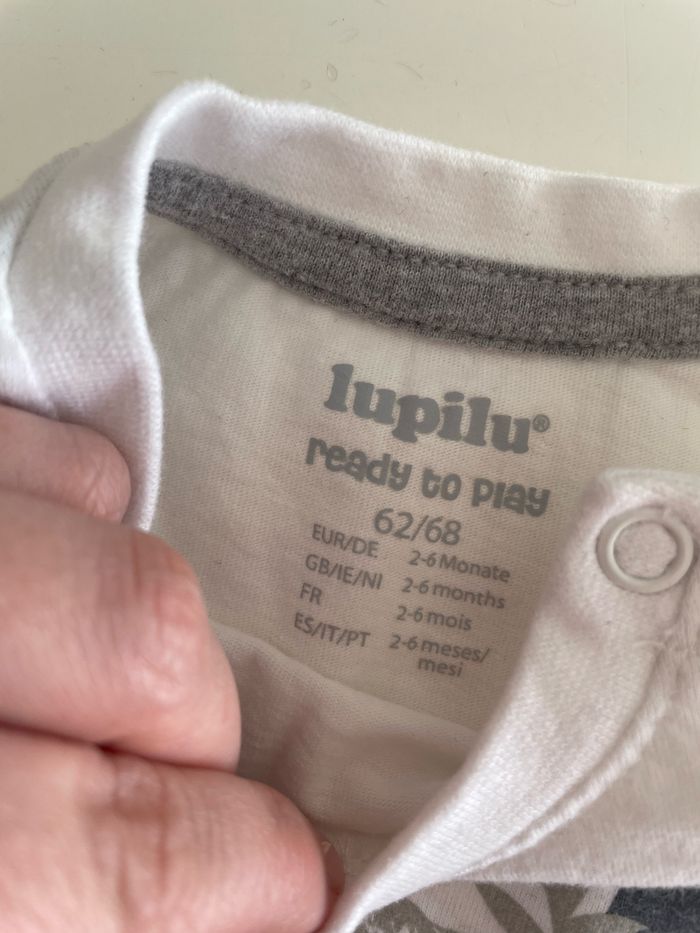 lupilu®
ready to play
62/68
EUR/DE 2-6 Monate
GB/IE/NI 2-6 months
FR 2-6 mois
ES/IT/PT 2-6 meses/
mesi